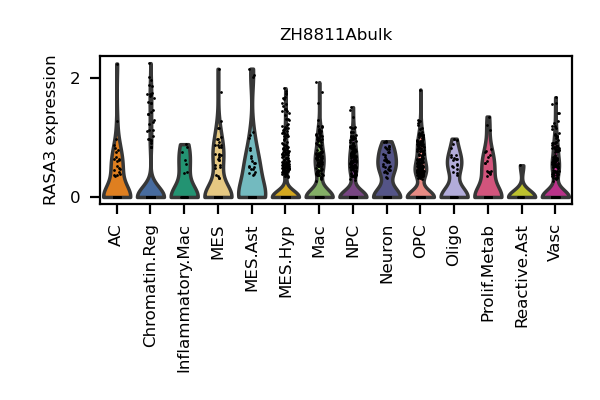 ZH8811Abulk
RASA3 expression
2
0
AC
Chromatin.Reg
Inflammatory.Mac
MES
MES.Ast
MES.Hyp
Mac
NPC
Neuron
OPC
Oligo
Prolif.Metab
Reactive.Ast
Vasc